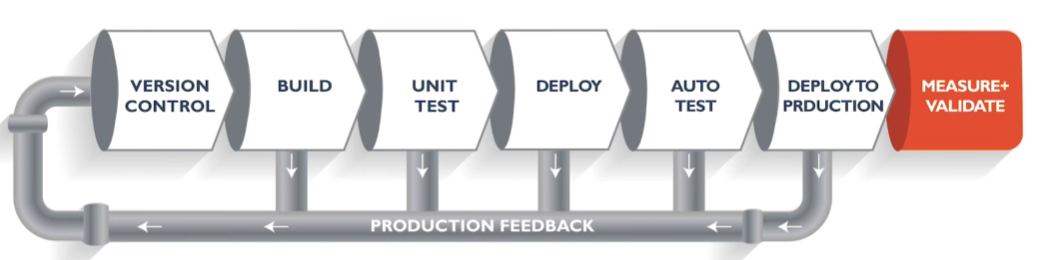 VERSION
CONTROL
BUILD
UNIT
TEST
DEPLOY
AUTO
TEST
DEPLOY TO
PRDUCTION
MEASURE+
VALIDATE
PRODUCTION FEEDBACK